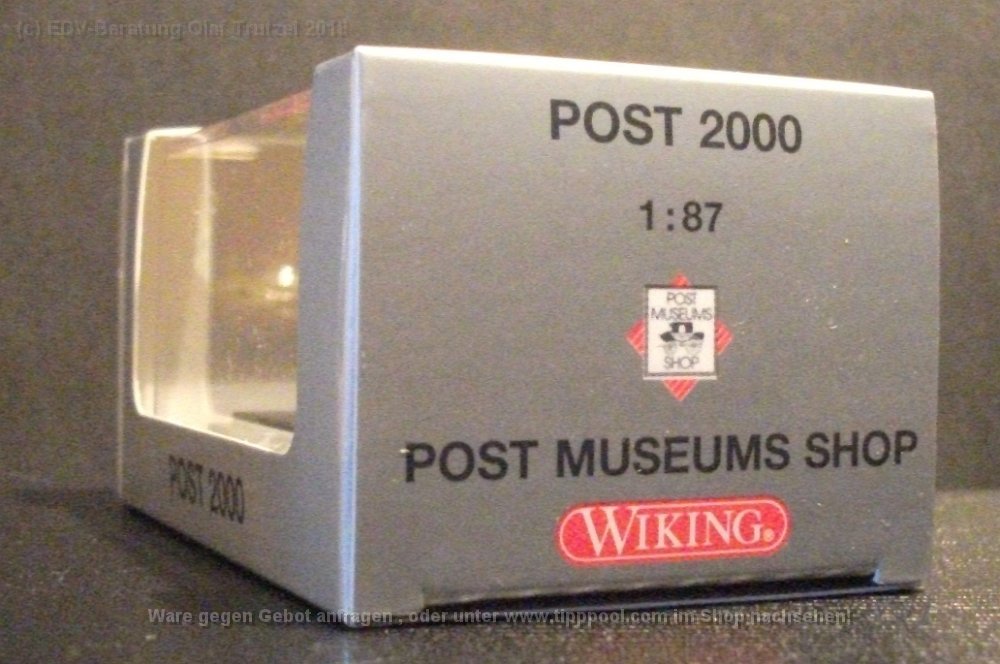 (c) EDV-Beratung Olaf Trutzel 2018
POST 2000
1:87
POST
MUSEUMS
SHOP
POST MUSEUMS SHOP
WIKING®
POST 2000
Ware gegen Gebot anfragen , oder unter www.tipppool.com im Shop nachsehen!